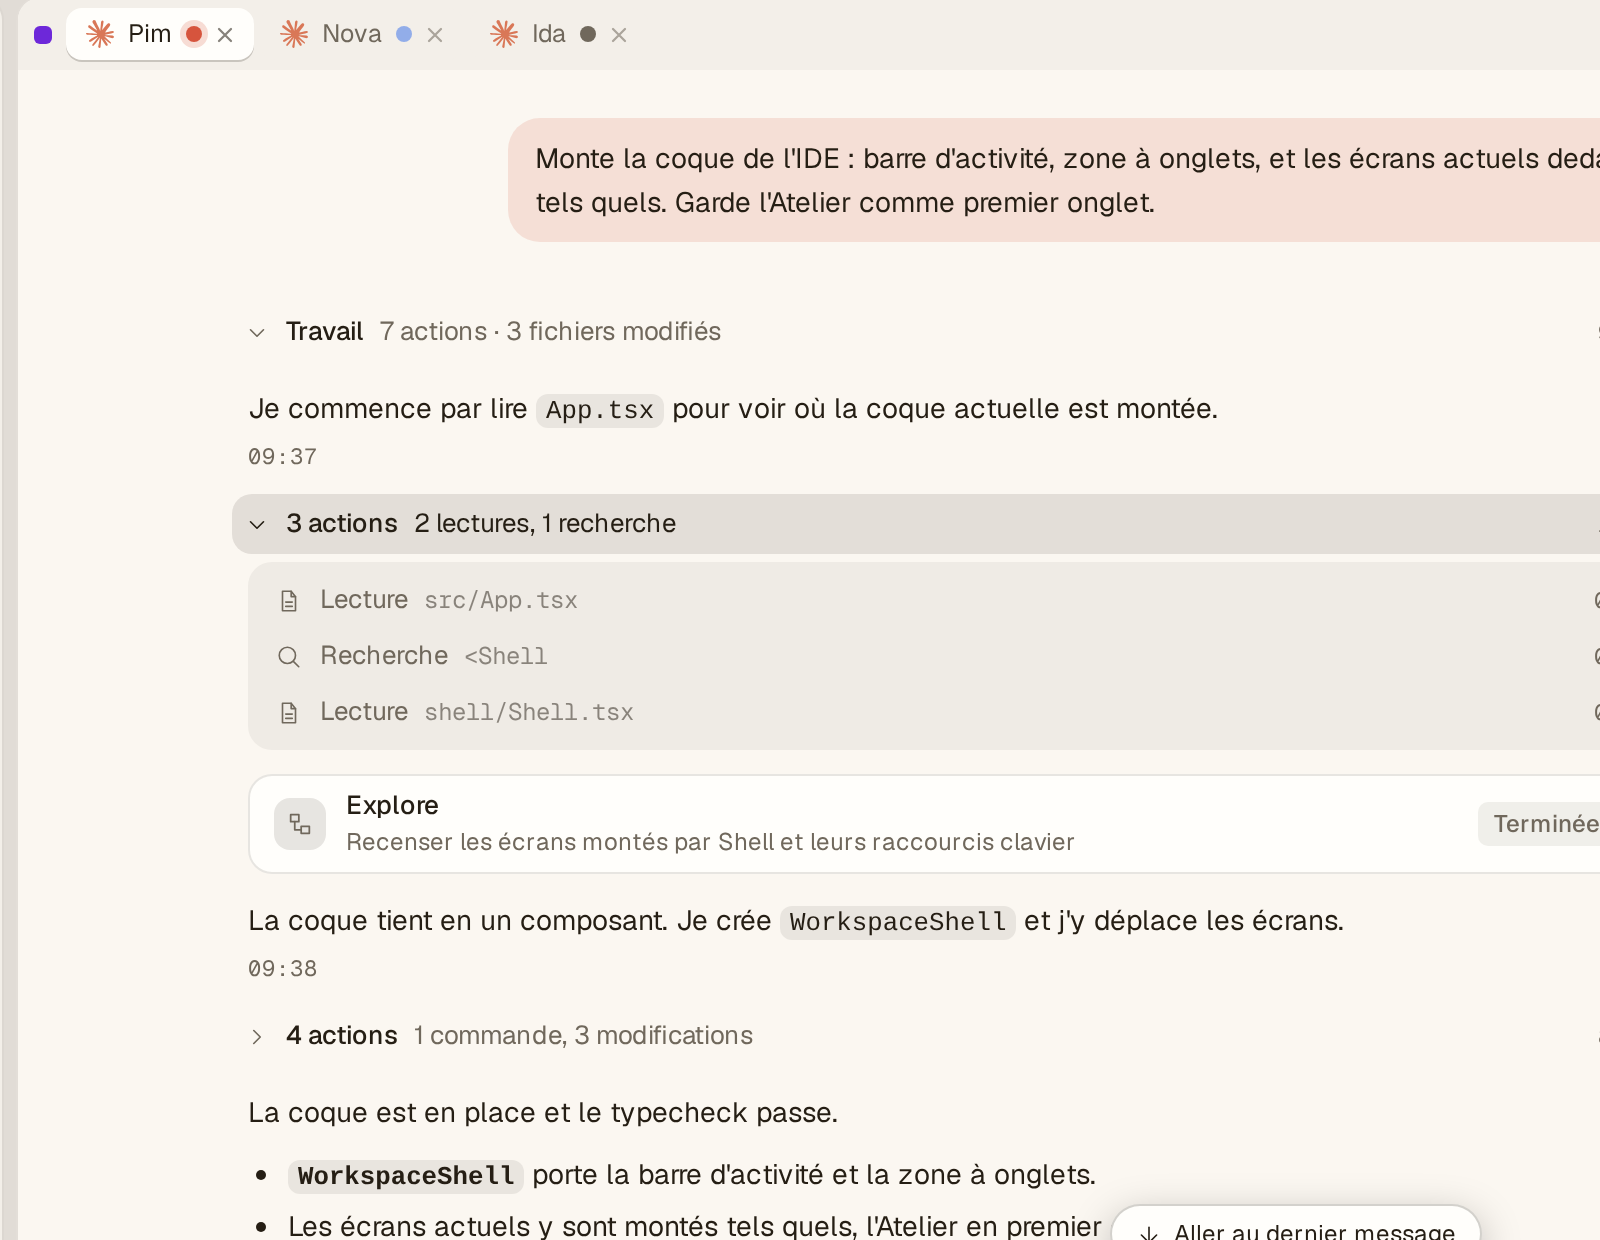 Pim
Nova
Ida
Monte la coque de l'IDE : barre d'activité, zone à onglets, et les écrans actuels
tels quels. Garde l'Atelier comme premier onglet.
Travail 7 actions · 3 fichiers modifiés
Je commence par lire App.tsx pour voir où la coque actuelle est montée.
09:37
3 actions 2 lectures, 1 recherche
Lecture src/App.tsx
Recherche <Shell
Lecture shell/Shell.tsx
Explore
Recenser les écrans montés par Shell et leurs raccourcis clavier
Terminée
La coque tient en un composant. Je crée WorkspaceShell et j'y déplace les écrans.
09:38
4 actions 1 commande, 3 modifications
La coque est en place et le typecheck passe.
• WorkspaceShell porte la barre d'activité et la zone à onglets.
• Les écrans actuels y sont montés tels quels, l'Atelier en premier
Aller au dernier message